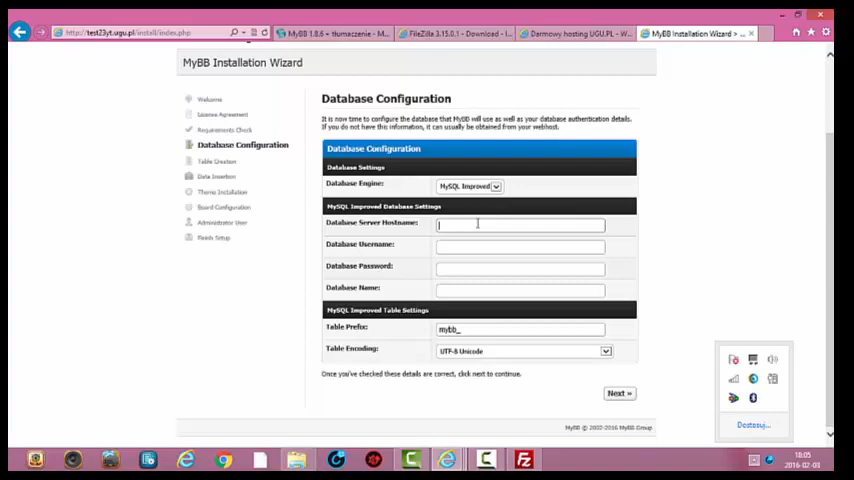 http://test23yt.ugu.pl/install/index.php
MyBB 1.8.6 + tłumaczenie - M...
FileZilla 3.15.0.1 - Download - I...
Darmowy hosting UGU.PL - W...
MyBB Installation Wizard > ...
MyBB Installation Wizard
Welcome
License Agreement
Requirements Check
Database Configuration
Table Creation
Data Insertion
Theme Installation
Board Configuration
Administrator User
Finish Setup
Database Configuration
It is now time to configure the database that MyBB will use as well as your database authentication details.
If you do not have this information, it can usually be obtained from your webhost.
Database Configuration
Database Settings
Database Engine:
MySQL Improved
MySQL Improved Database Settings
Database Server Hostname:
Database Username:
Database Password:
Database Name:
MySQL Improved Table Settings
Table Prefix:
mybb_
Table Encoding:
UTF-8 Unicode
Once you've checked these details are correct, click next to continue.
Next »
MyBB © 2002-2016 MyBB Group
Dostosuj...
18:05